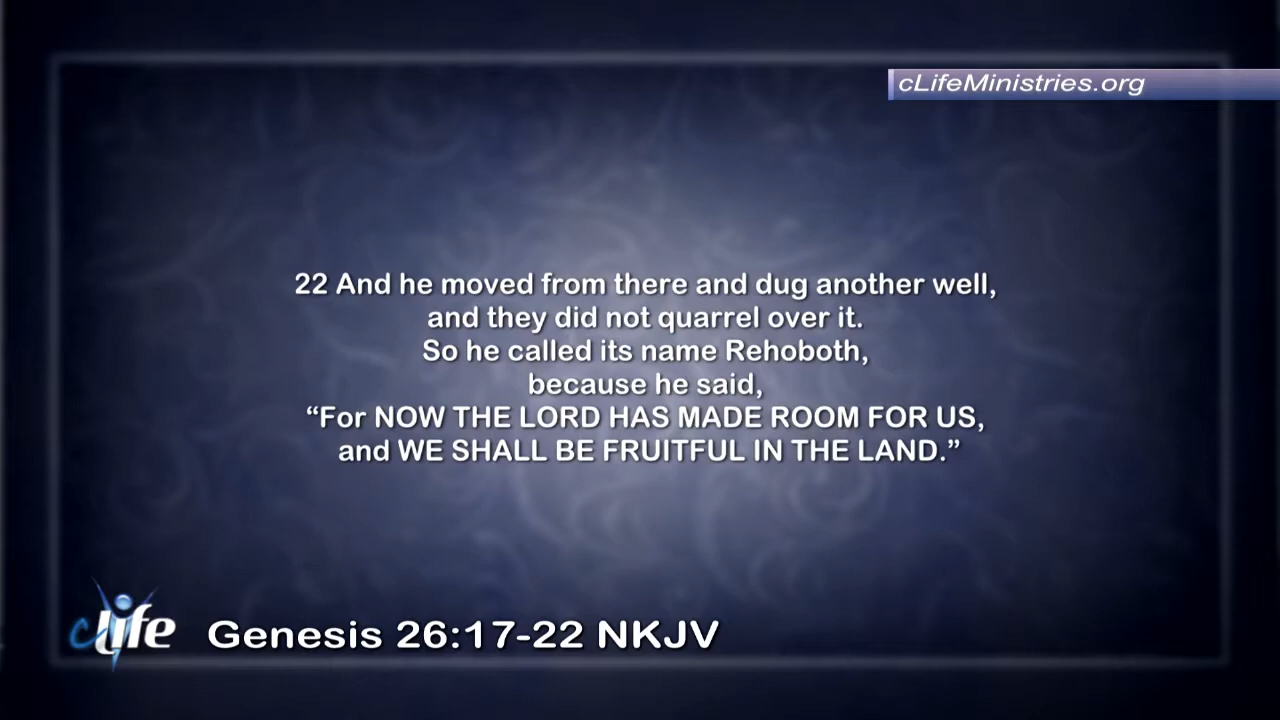 cLifeMinistries.org
22 And he moved from there and dug another well,
and they did not quarrel over it.
So he called its name Rehoboth,
because he said,
“For NOW THE LORD HAS MADE ROOM FOR US,
and WE SHALL BE FRUITFUL IN THE LAND.”
cLife
Genesis 26:17-22 NKJV